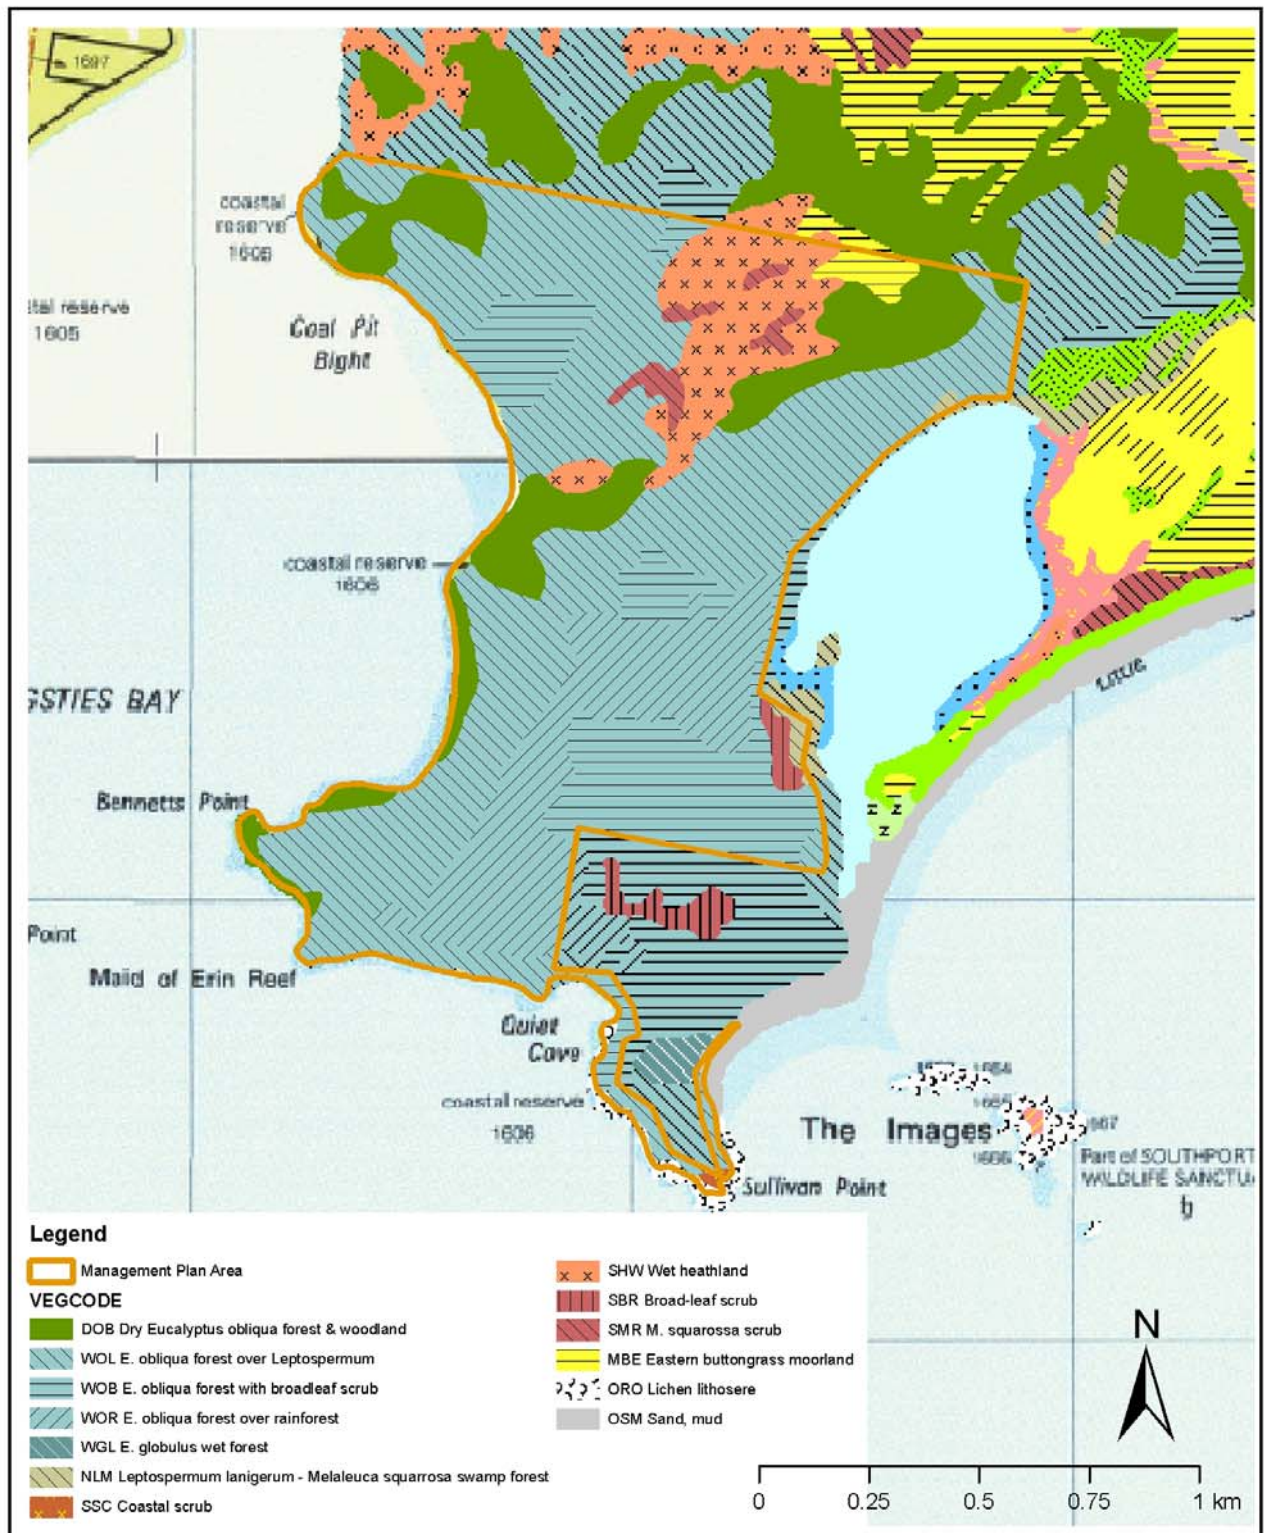 1697
coastal
reserve
1606
stal reserve
1605
Coal Pit
Bight
coastal reserve
1606
GSTIES BAY
Bennetts Point
Point
Maid of Erin Reef
Quiet
Cove
coastal reserve
1606
The Images
Part of SOUTHPORT
WILDLIFE SANCTU
Sullivan Point
N
N
Legend
Management Plan Area
VEGCODE
DOB Dry Eucalyptus obliqua forest & woodland
WOL E. obliqua forest over Leptospermum
WOB E. obliqua forest with broadleaf scrub
WOR E. obliqua forest over rainforest
WGL E. globulus wet forest
NLM Leptospermum lanigerum - Melaleuca squarrosa swamp forest
SSC Coastal scrub
SHW Wet heathland
SBR Broad-leaf scrub
SMR M. squarossa scrub
MBE Eastern buttongrass moorland
ORO Lichen lithosere
OSM Sand, mud
N
0 0.25 0.5 0.75 1 km